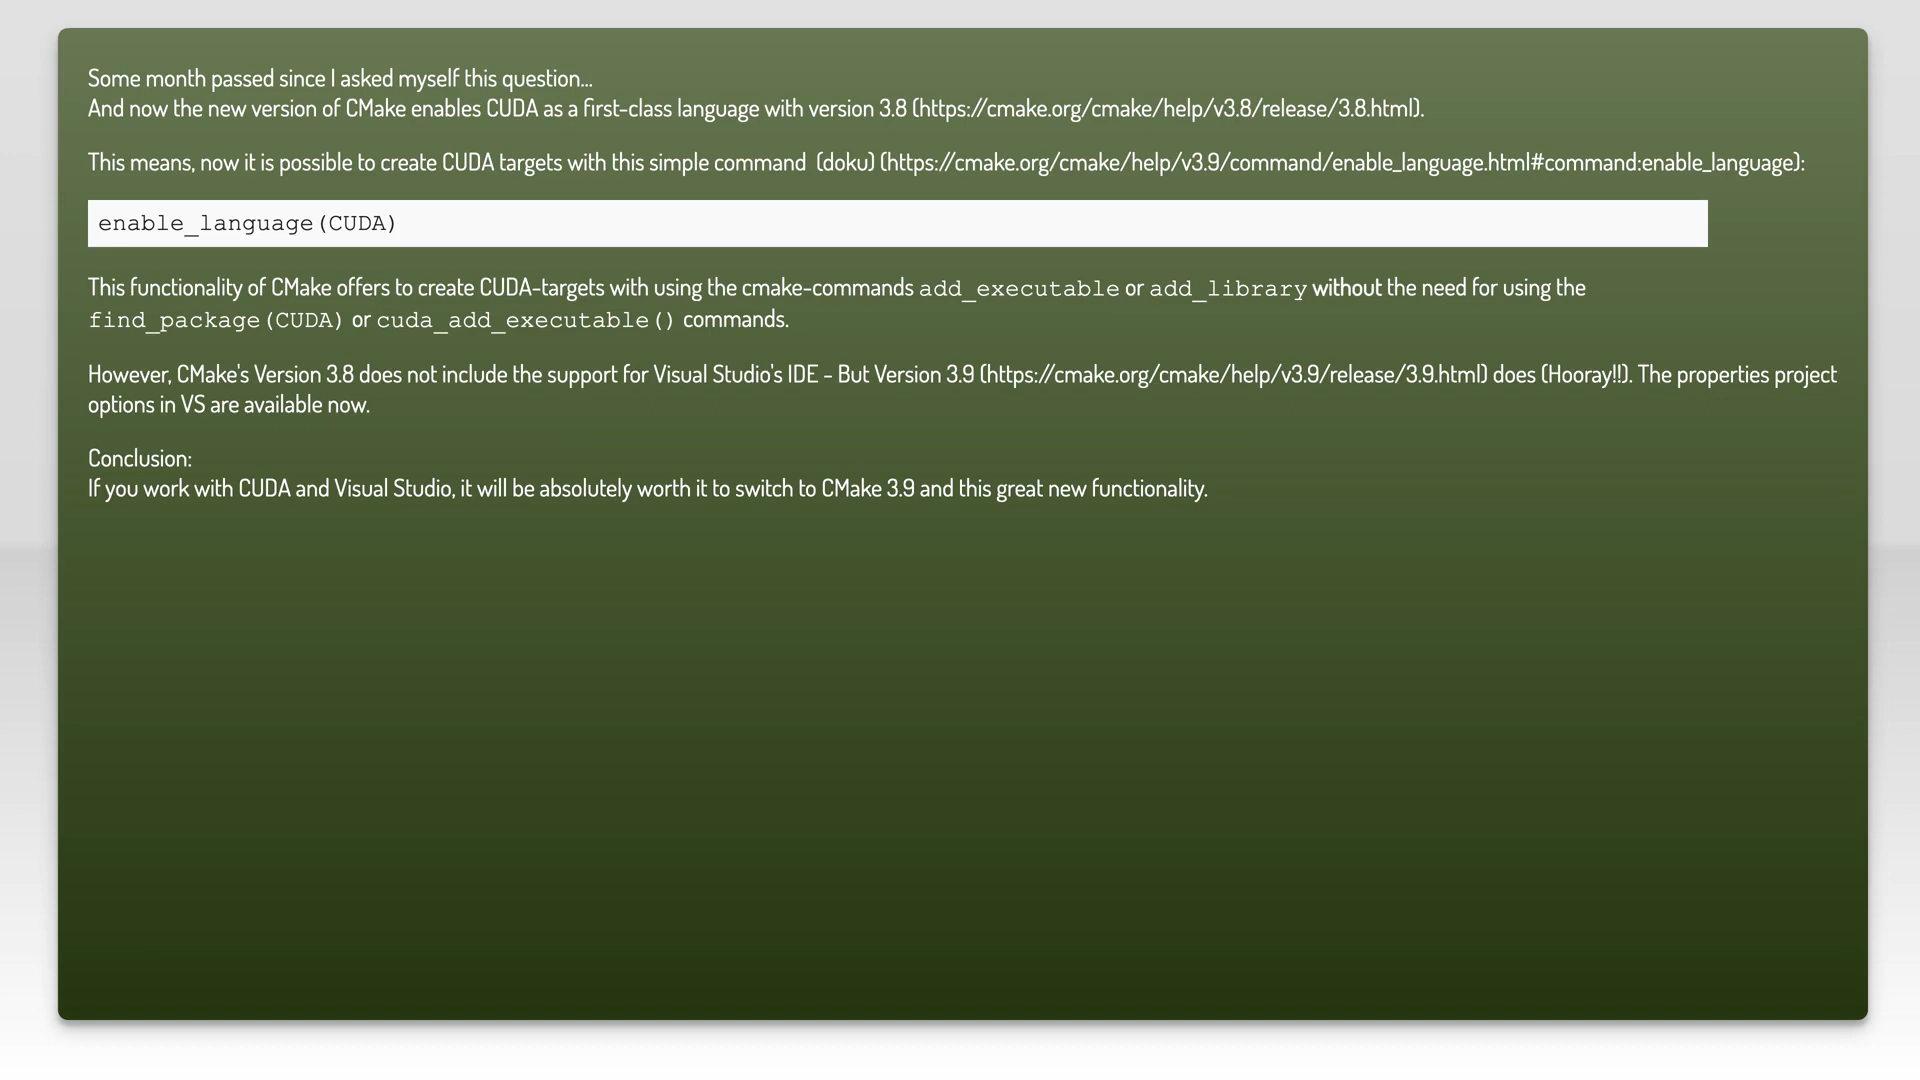 Some month passed since I asked myself this question...
And now the new version of CMake enables CUDA as a first-class language with version 3.8 (https://cmake.org/cmake/help/v3.8/release/3.8.html).
This means, now it is possible to create CUDA targets with this simple command  (doku) (https://cmake.org/cmake/help/v3.9/command/enable_language.html#command:enable_language):
enable_language(CUDA)
This functionality of CMake offers to create CUDA-targets with using the cmake-commands add_executable or add_library without the need for using the
find_package(CUDA) or cuda_add_executable() commands.
However, CMake's Version 3.8 does not include the support for Visual Studio's IDE - But Version 3.9 (https://cmake.org/cmake/help/v3.9/release/3.9.html) does (Hooray!!). The properties project
options in VS are available now.
Conclusion:
If you work with CUDA and Visual Studio, it will be absolutely worth it to switch to CMake 3.9 and this great new functionality.